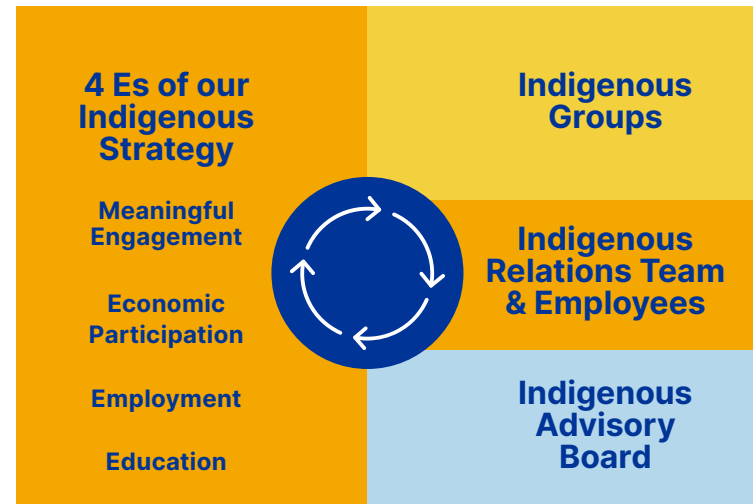 4 Es of our
Indigenous
Strategy
Meaningful
Engagement
Economic
Participation
Employment
Education
Indigenous
Groups
Indigenous
Relations Team
& Employees
Indigenous
Advisory
Board